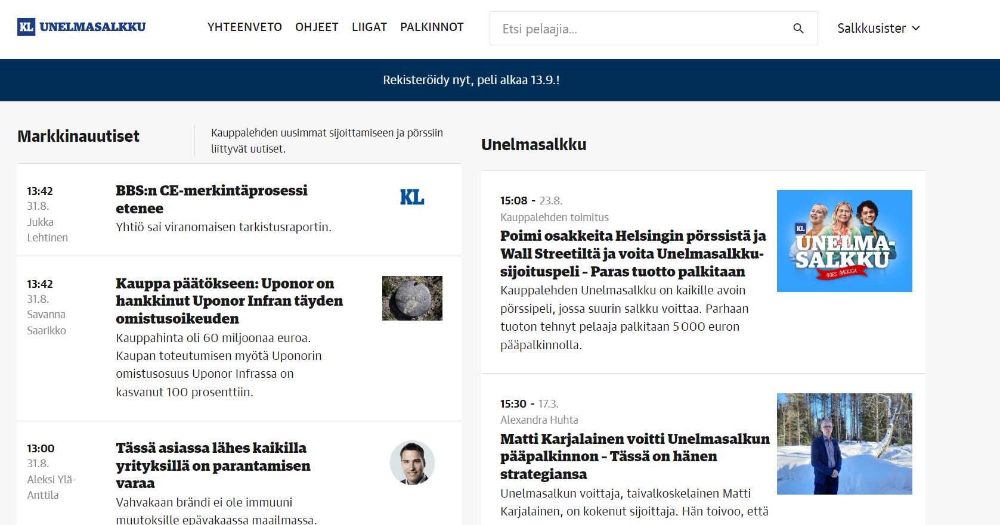 KL UNELMASALKKU
YHTEENVETO OHJEET LIIGAT PALKINNOT
Etsi pelaajia...
Salkkusister
Rekisteröidy nyt, peli alkaa 13.9.!
Markkinauutiset
Kauppalehden uusimmat sijoittamiseen ja pörssiin
liittyvät uutiset.
13:42
31.8.
Jukka
Lehtinen
BBS:n CE-merkintäprosessi
etenee
Yhtiö sai viranomaisen tarkistusraportin.
KL
13:42
31.8.
Savanna
Saarikko
Kauppa päätökseen: Uponor on
hankkinut Uponor Infran täyden
omistusoikeuden
Kauppahinta oli 60 miljoonaa euroa.
Kaupan toteutumisen myötä Uponorin
omistusosuus Uponor Infrassa on
kasvanut 100 prosenttiin.
13:00
31.8.
Aleksi Ylä-
Anttila
Tässä asiassa lähes kaikilla
yrityksillä on parantamisen
varaa
Vahvakaan brändi ei ole immuuni
muutoksille epävakaassa maailmassa.
Unelmasalkku
15:08 - 23.8.
Kauppalehden toimitus
Poimi osakkeita Helsingin pörssistä ja
Wall Streetiltä ja voita Unelmasalkku-
sijoituspeli – Paras tuotto palkitaan
Kauppalehden Unelmasalkku on kaikille avoin
pörssipeli, jossa suurin salkku voittaa. Parhaan
tuoton tehnyt pelaaja palkitaan 5 000 euron
pääpalkinnolla.
KL
UNELMA-
SALKKU
GOES AMERICA
15:30 - 17.3.
Alexandra Huhta
Matti Karjalainen voitti Unelmasalkun
pääpalkinnon – Tässä on hänen
strategiansa
Unelmasalkun voittaja, taivalkoskelainen Matti
Karjalainen, on kokenut sijoittaja. Hän toivoo, että